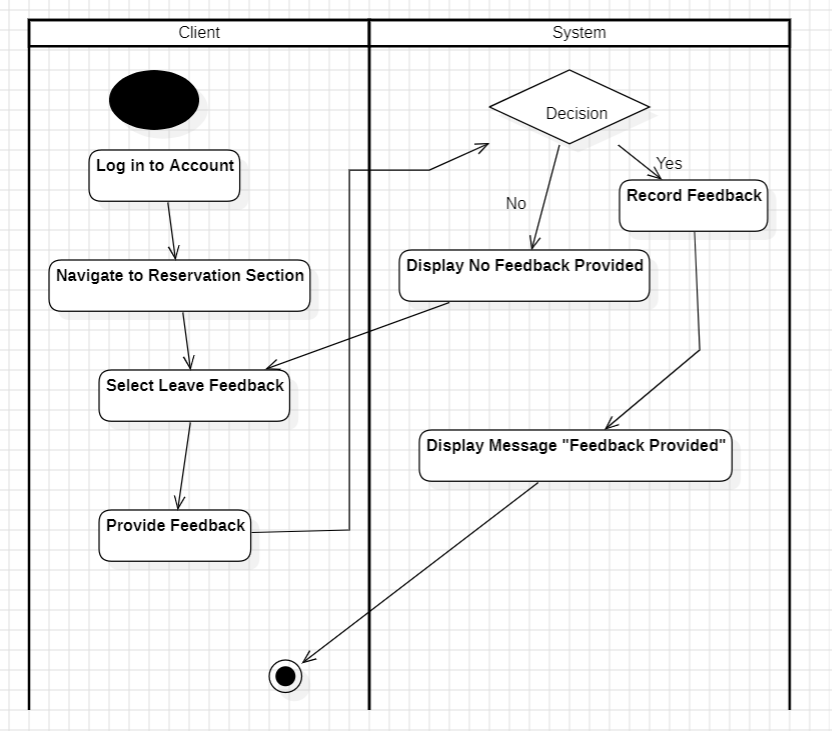 Client
System
Decision
Log in to Account
Yes
Record Feedback
No
Navigate to Reservation Section
Display No Feedback Provided
Select Leave Feedback
Display Message "Feedback Provided"
Provide Feedback